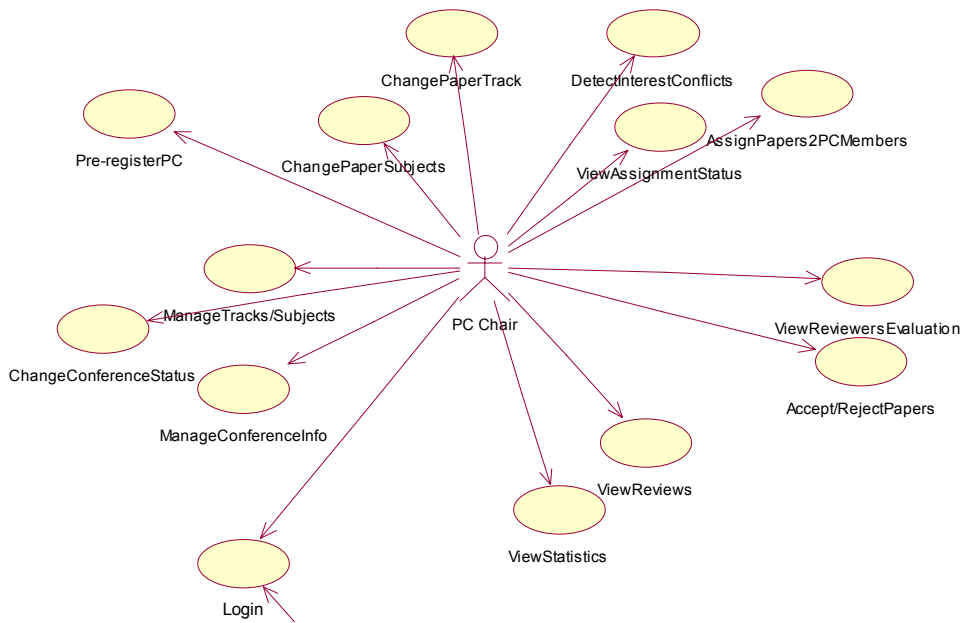 ChangePaperTrack
DetectInterestConflicts
AssignPapers2PCMembers
Pre-registerPC
ChangePaperSubjects
ViewAssignmentStatus
ManageTracks/Subjects
PC Chair
ViewReviewersEvaluation
ChangeConferenceStatus
Accept/RejectPapers
ManageConferenceInfo
ViewReviews
ViewStatistics
Login